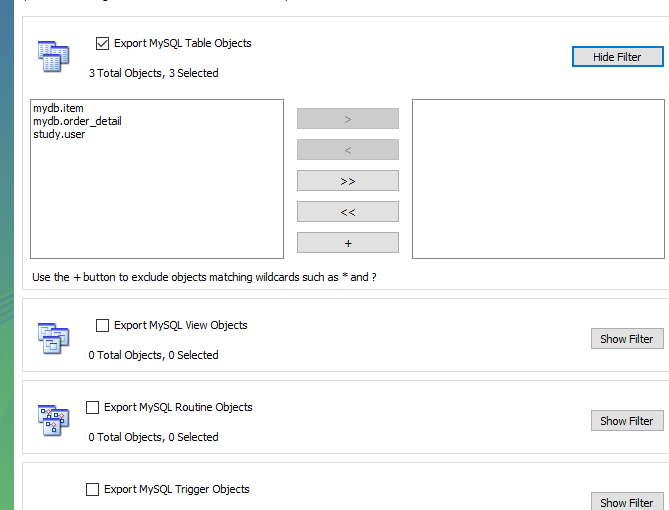 Export MySQL Table Objects
3 Total Objects, 3 Selected
Hide Filter
mydb.item
mydb.order_detail
study.user
>
<
>>
<<
+
Use the + button to exclude objects matching wildcards such as * and ?
Export MySQL View Objects
0 Total Objects, 0 Selected
Show Filter
Export MySQL Routine Objects
0 Total Objects, 0 Selected
Show Filter
Export MySQL Trigger Objects
Show Filter